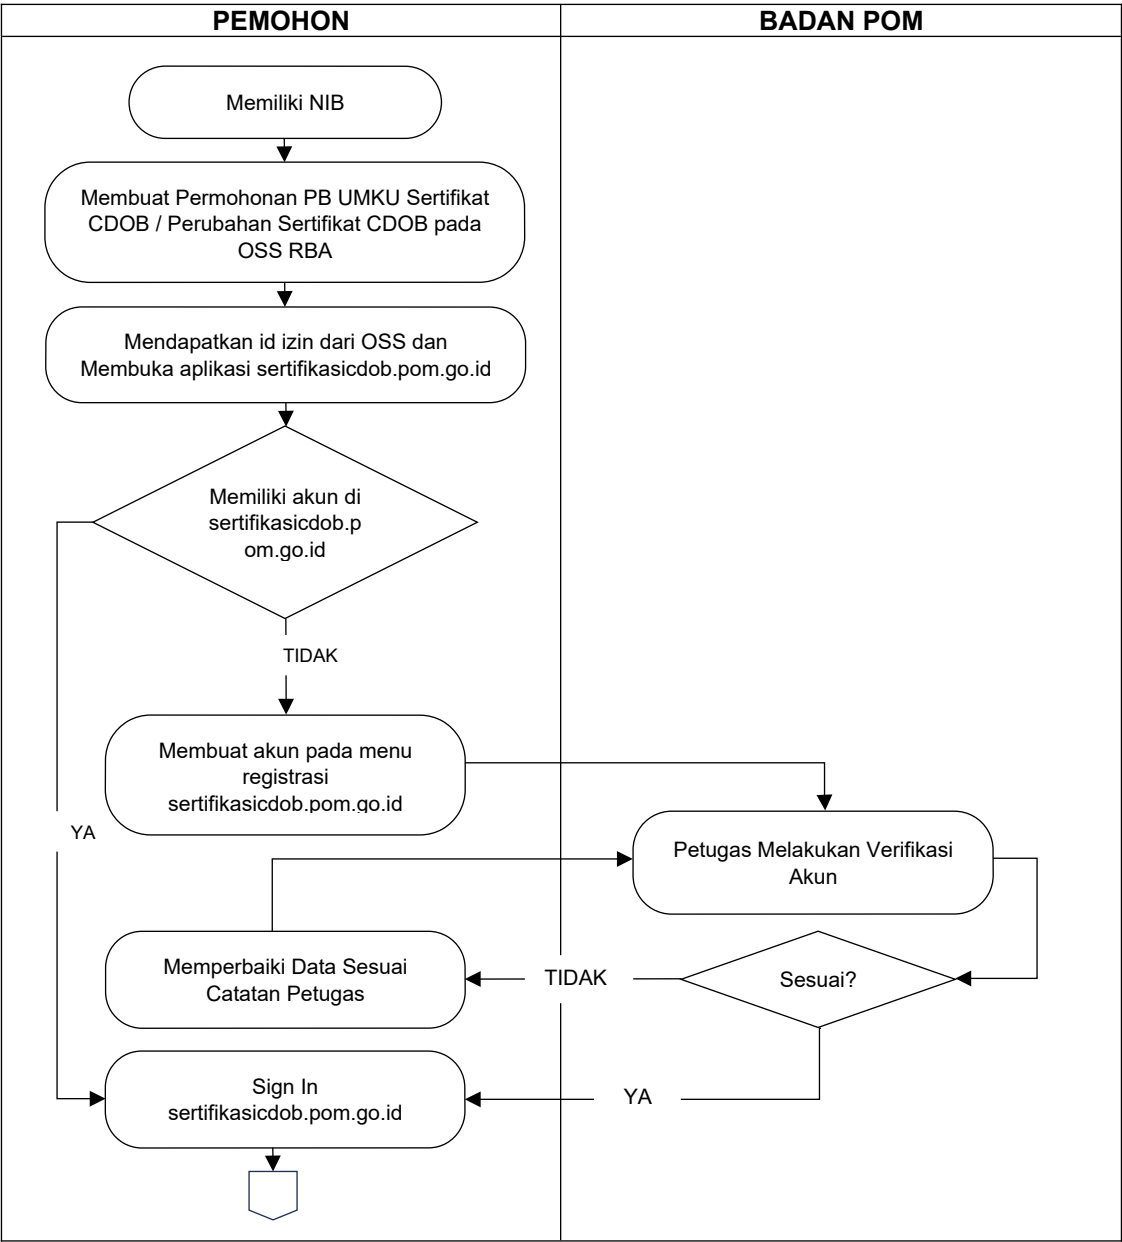 PEMOHON
BADAN POM
Memiliki NIB
Membuat Permohonan PB UMKU Sertifikat
CDOB / Perubahan Sertifikat CDOB pada
OSS RBA
Mendapatkan id izin dari OSS dan
Membuka aplikasi sertifikasicdob.pom.go.id
Memiliki akun di
sertifikasicdob.p
om.go.id
TIDAK
Membuat akun pada menu
registrasi
sertifikasicdob.pom.go.id
YA
Petugas Melakukan Verifikasi
Akun
Memperbaiki Data Sesuai
Catatan Petugas
TIDAK
Sesuai?
Sign In
sertifikasicdob.pom.go.id
YA